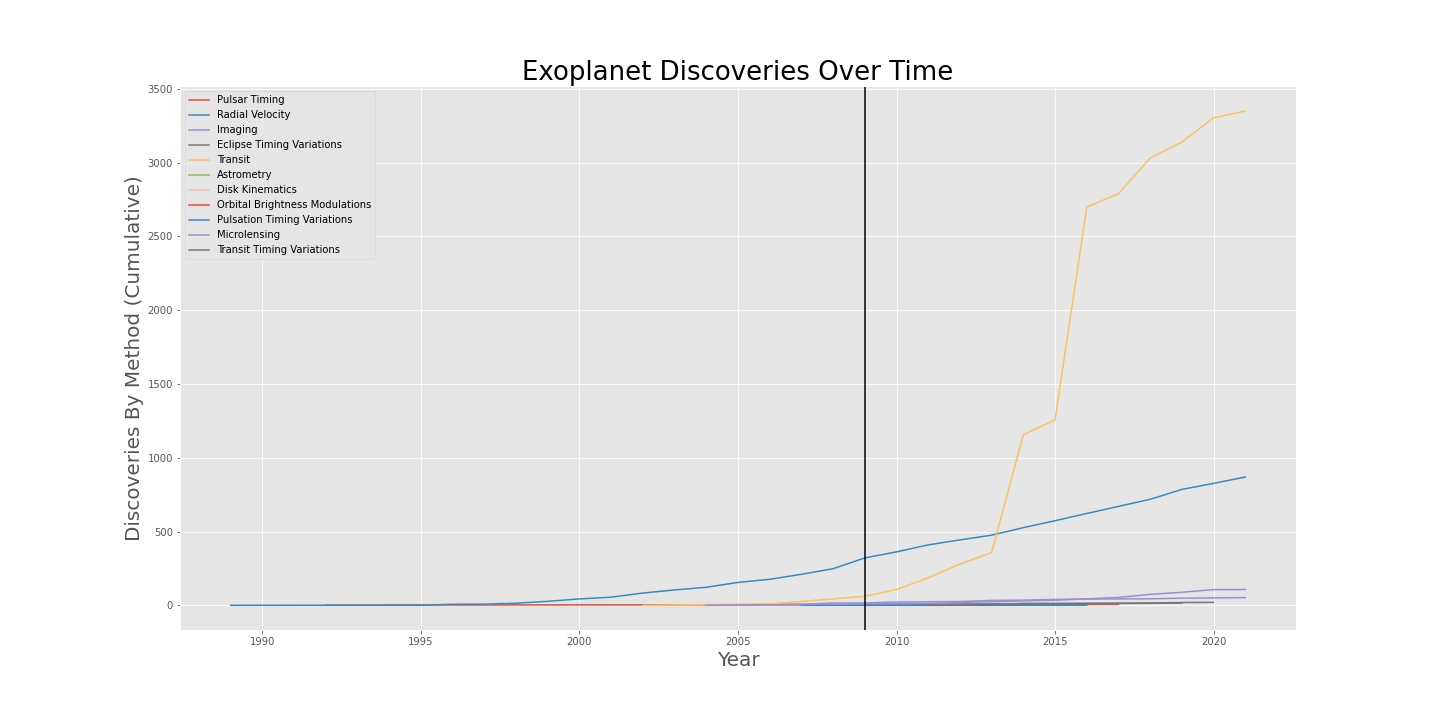 Exoplanet Discoveries Over Time
3500
3000
2500
2000
1500
1000
500
0
Discoveries By Method (Cumulative)
Pulsar Timing
Radial Velocity
Imaging
Eclipse Timing Variations
Transit
Astrometry
Disk Kinematics
Orbital Brightness Modulations
Pulsation Timing Variations
Microlensing
Transit Timing Variations
1990 1995 2000 2005 2010 2015 2020
Year